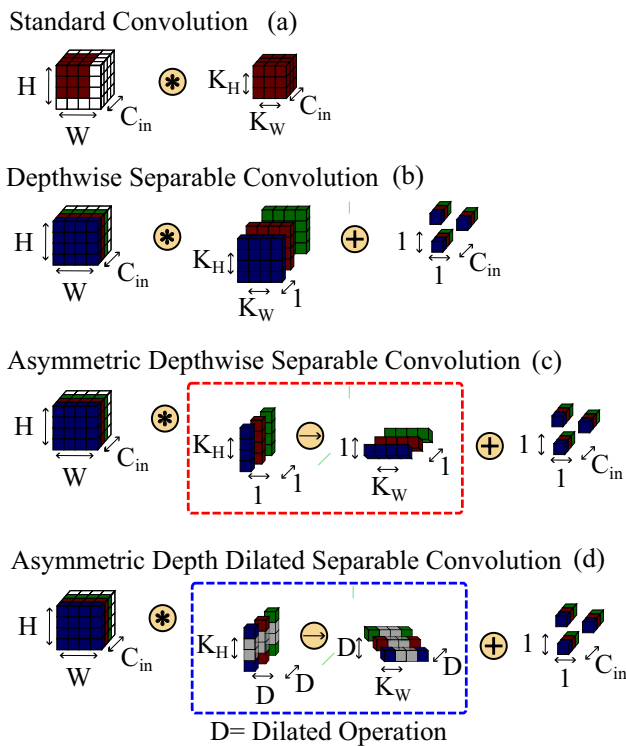 Standard Convolution (a)
H
W
C_in
*
K_H
K_W
C_in
Depthwise Separable Convolution (b)
H
W
C_in
*
K_H
K_W
1
+
1
1
C_in
Asymmetric Depthwise Separable Convolution (c)
H
W
C_in
*
K_H
1
1
→
1
K_W
1
+
1
1
C_in
Asymmetric Depth Dilated Separable Convolution (d)
H
W
C_in
*
K_H
D
D
→
D
K_W
D
+
1
1
C_in
D= Dilated Operation